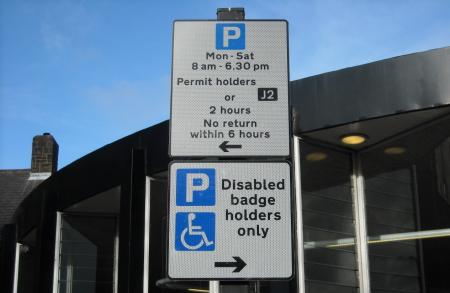 P
Mon - Sat
8 am - 6.30 pm
Permit holders
or J2
2 hours
No return
within 6 hours
P
Disabled
badge
holders
only